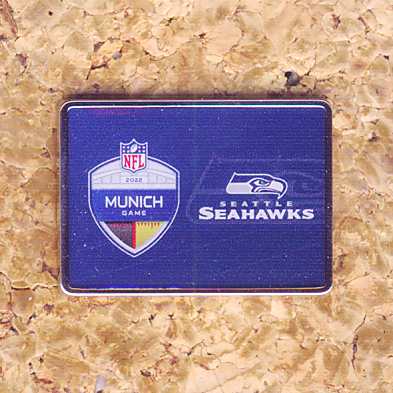 NFL
2022
MUNICH
GAME
SEATTLE
SEAHAWKS